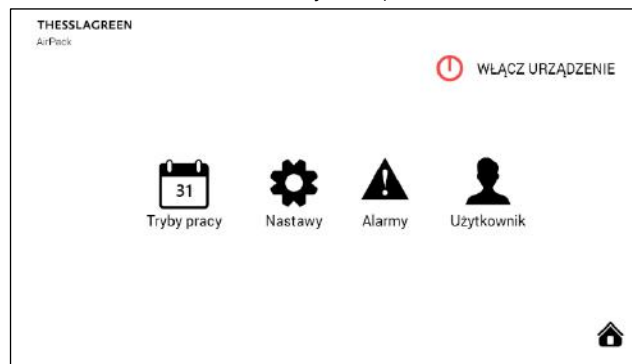 THESSLAGREEN
AirPack
WŁĄCZ URZĄDZENIE
31
Tryby pracy
Nastawy
Alarmy
Użytkownik